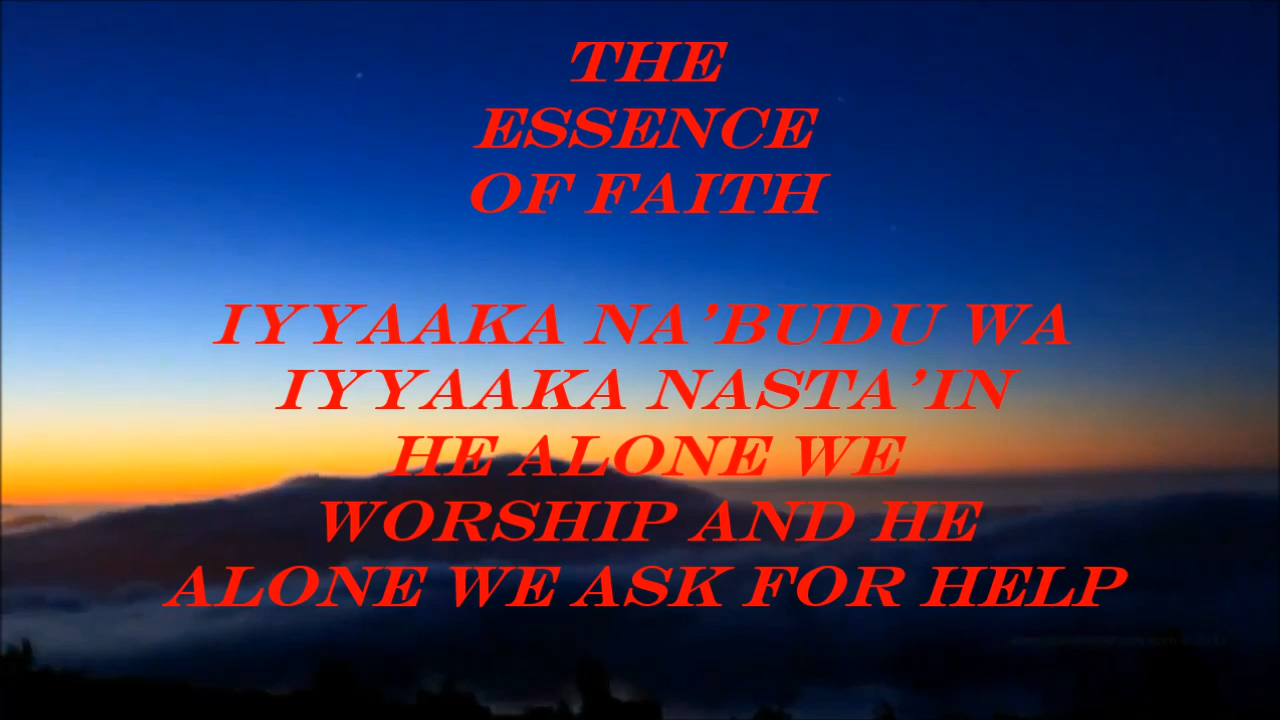 THE
ESSENCE
OF FAITH
IYYAAKA NA'BUDU WA
IYYAAKA NASTA'IN
HE ALONE WE
WORSHIP AND HE
ALONE WE ASK FOR HELP